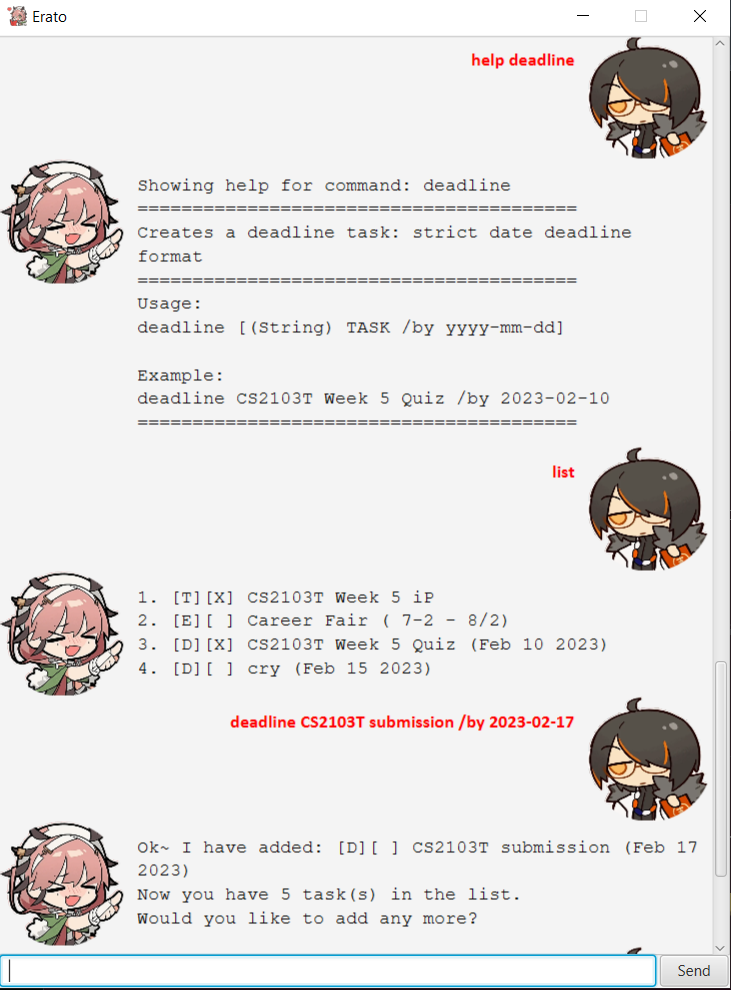 Erato
help deadline
Showing help for command: deadline
========================================
Creates a deadline task: strict date deadline
format
========================================
Usage:
deadline [(String) TASK /by yyyy-mm-dd]
Example:
deadline CS2103T Week 5 Quiz /by 2023-02-10
========================================
list
1. [T][X] CS2103T Week 5 iP
2. [E][ ] Career Fair ( 7-2 - 8/2)
3. [D][X] CS2103T Week 5 Quiz (Feb 10 2023)
4. [D][ ] cry (Feb 15 2023)
deadline CS2103T submission /by 2023-02-17
Ok~ I have added: [D][ ] CS2103T submission (Feb 17
2023)
Now you have 5 task(s) in the list.
Would you like to add any more?
Send